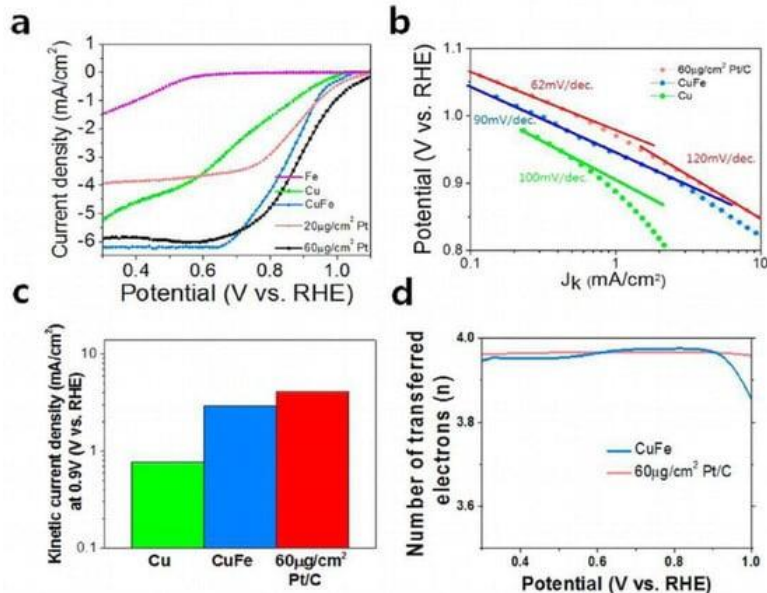 a
Current density (mA/cm²)
1
0
-1
-2
-3
-4
-5
-6
Fe
Cu
CuFe
20µg/cm² Pt
60µg/cm² Pt
0.4
0.6
0.8
1.0
Potential (V vs. RHE)
b
Potential (V vs. RHE)
1.1
1.0
0.9
0.8
62mV/dec.
90mV/dec.
100mV/dec.
120mV/dec.
60µg/cm² Pt/C
CuFe
Cu
0.1
1
10
Jk (mA/cm²)
c
Kinetic current density (mA/cm²)
at 0.9V (V vs. RHE)
10
1
0.1
Cu
CuFe
60µg/cm²
Pt/C
d
Number of transferred
electrons (n)
4.0
3.8
3.6
CuFe
60µg/cm² Pt/C
0.4
0.6
0.8
1.0
Potential (V vs. RHE)